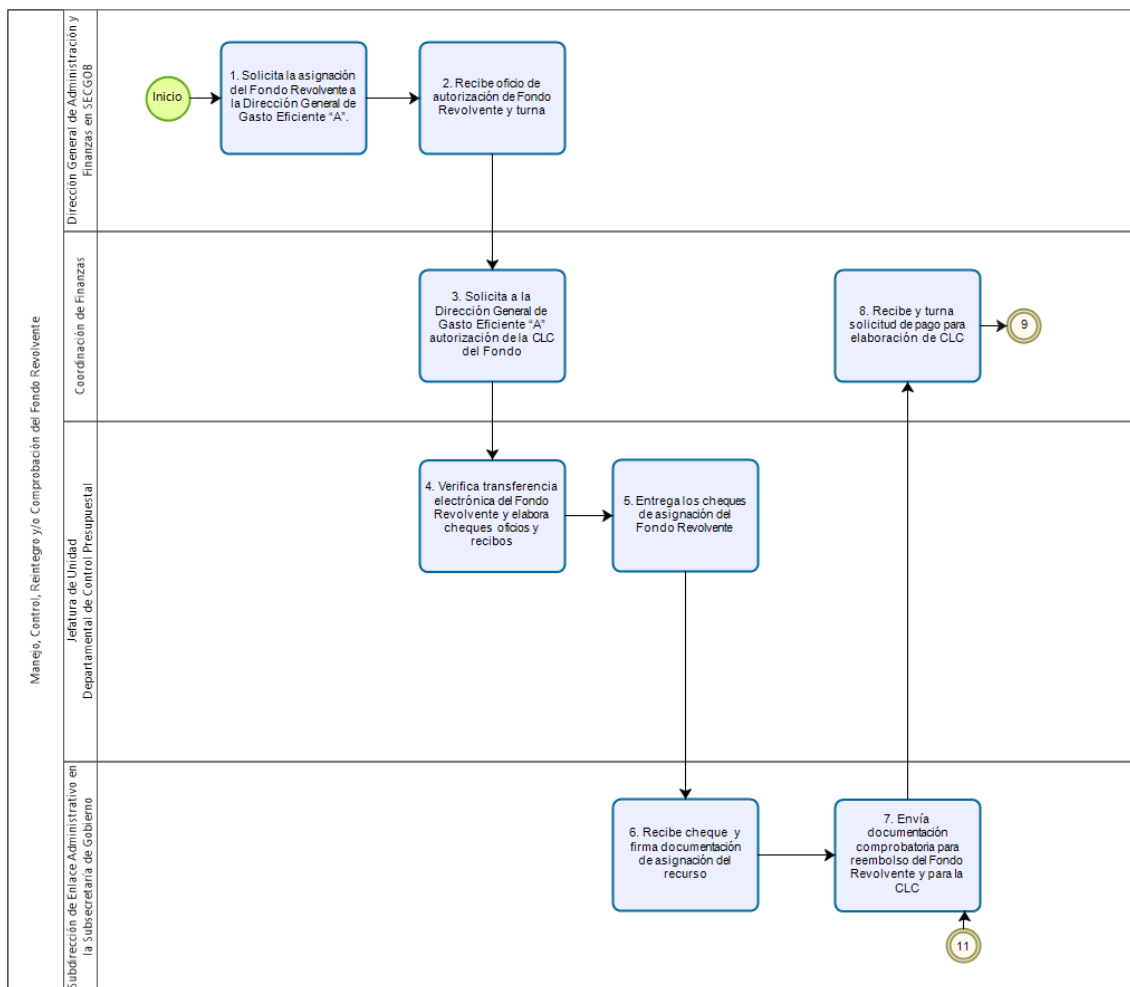 Manejo, Control, Reintegro y/o Comprobación del Fondo Revolvente
Dirección General de Administración y
Finanzas en SECGOB
Inicio
1. Solicita la asignación
del Fondo Revolvente a
la Dirección General de
Gasto Eficiente “A”.
2. Recibe oficio de
autorización de Fondo
Revolvente y turna
Coordinación de Finanzas
3. Solicita a la
Dirección General de
Gasto Eficiente “A”
autorización de la CLC
del Fondo
8. Recibe y turna
solicitud de pago para
elaboración de CLC
9
Jefatura de Unidad
Departamental de Control Presupuestal
4. Verifica transferencia
electrónica del Fondo
Revolvente y elabora
cheques oficios y
recibos
5. Entrega los cheques
de asignación del
Fondo Revolvente
Subdirección de Enlace Administrativo en
la Subsecretaría de Gobierno
6. Recibe cheque y
firma documentación
de asignación del
recurso
7. Envía
documentación
comprobatoria para
reembolso del Fondo
Revolvente y para la
CLC
11